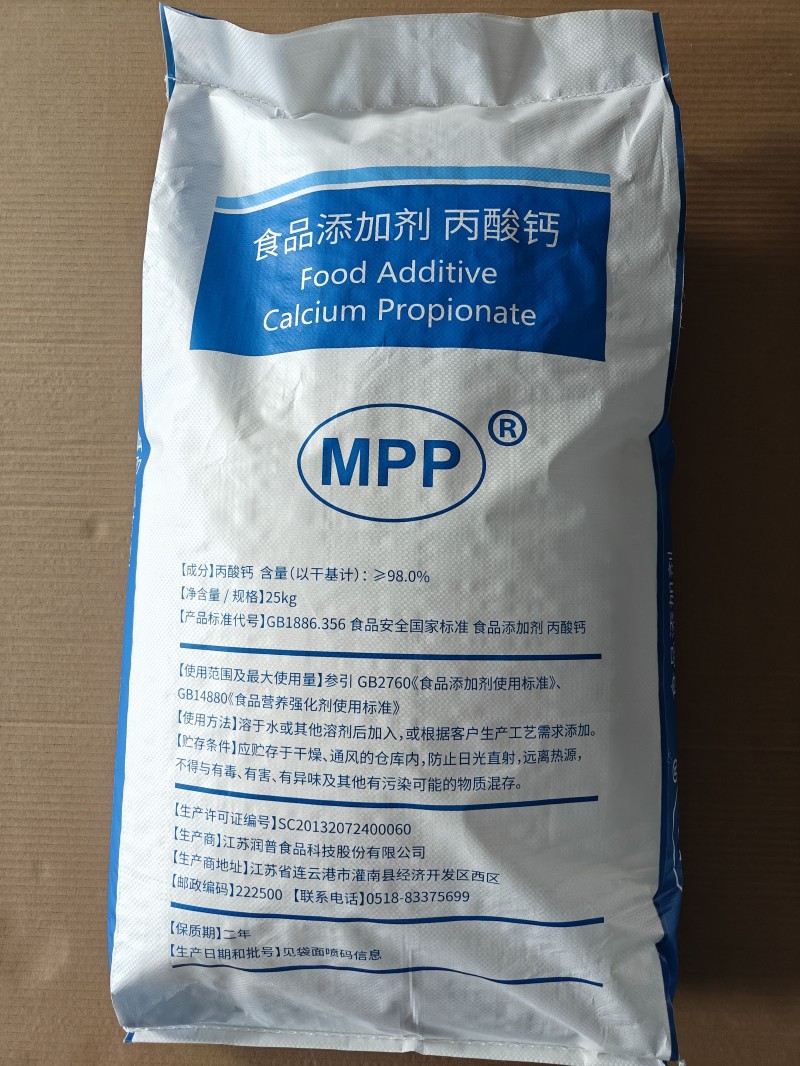 食品添加剂 丙酸钙
Food Additive
Calcium Propionate
MPP®
【成分】丙酸钙 含量(以干基计):≥98.0%
【净含量/规格】25kg
【产品标准代号】GB1886.356 食品安全国家标准 食品添加剂 丙酸钙
【使用范围及最大使用量】参引 GB2760《食品添加剂使用标准》、
GB14880《食品营养强化剂使用标准》
【使用方法】溶于水或其他溶剂后加入,或根据客户生产工艺需求添加。
【贮存条件】应贮存于干燥、通风的仓库内,防止日光直射,远离热源,
不得与有毒、有害、有异味及其他有污染可能的物质混存。
【生产许可证编号】SC20132072400060
【生产商】江苏润普食品科技股份有限公司
【生产商地址】江苏省连云港市灌南县经济开发区西区
【邮政编码】222500 【联系电话】0518-83375699
【保质期】二年
【生产日期和批号】见袋面喷码信息
食品添加剂